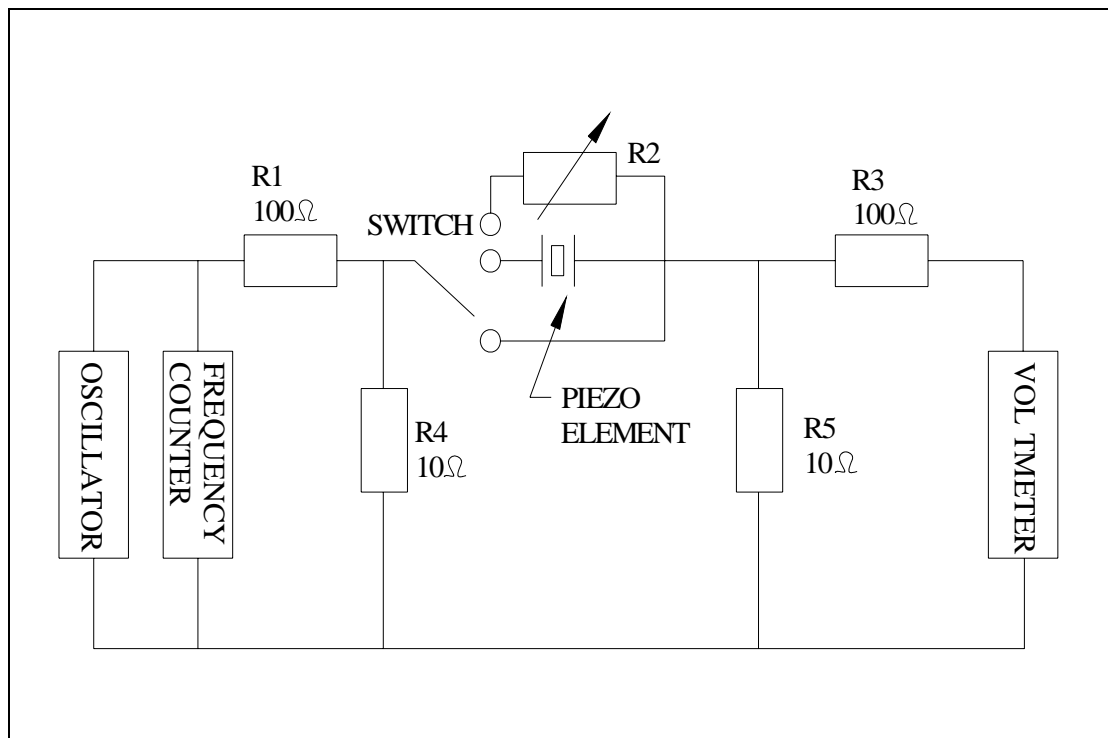 R2
R1
100Ω
SWITCH
R3
100Ω
OSCILLATOR
FREQUENCY
COUNTER
R4
10Ω
PIEZO
ELEMENT
R5
10Ω
VOL TMETER